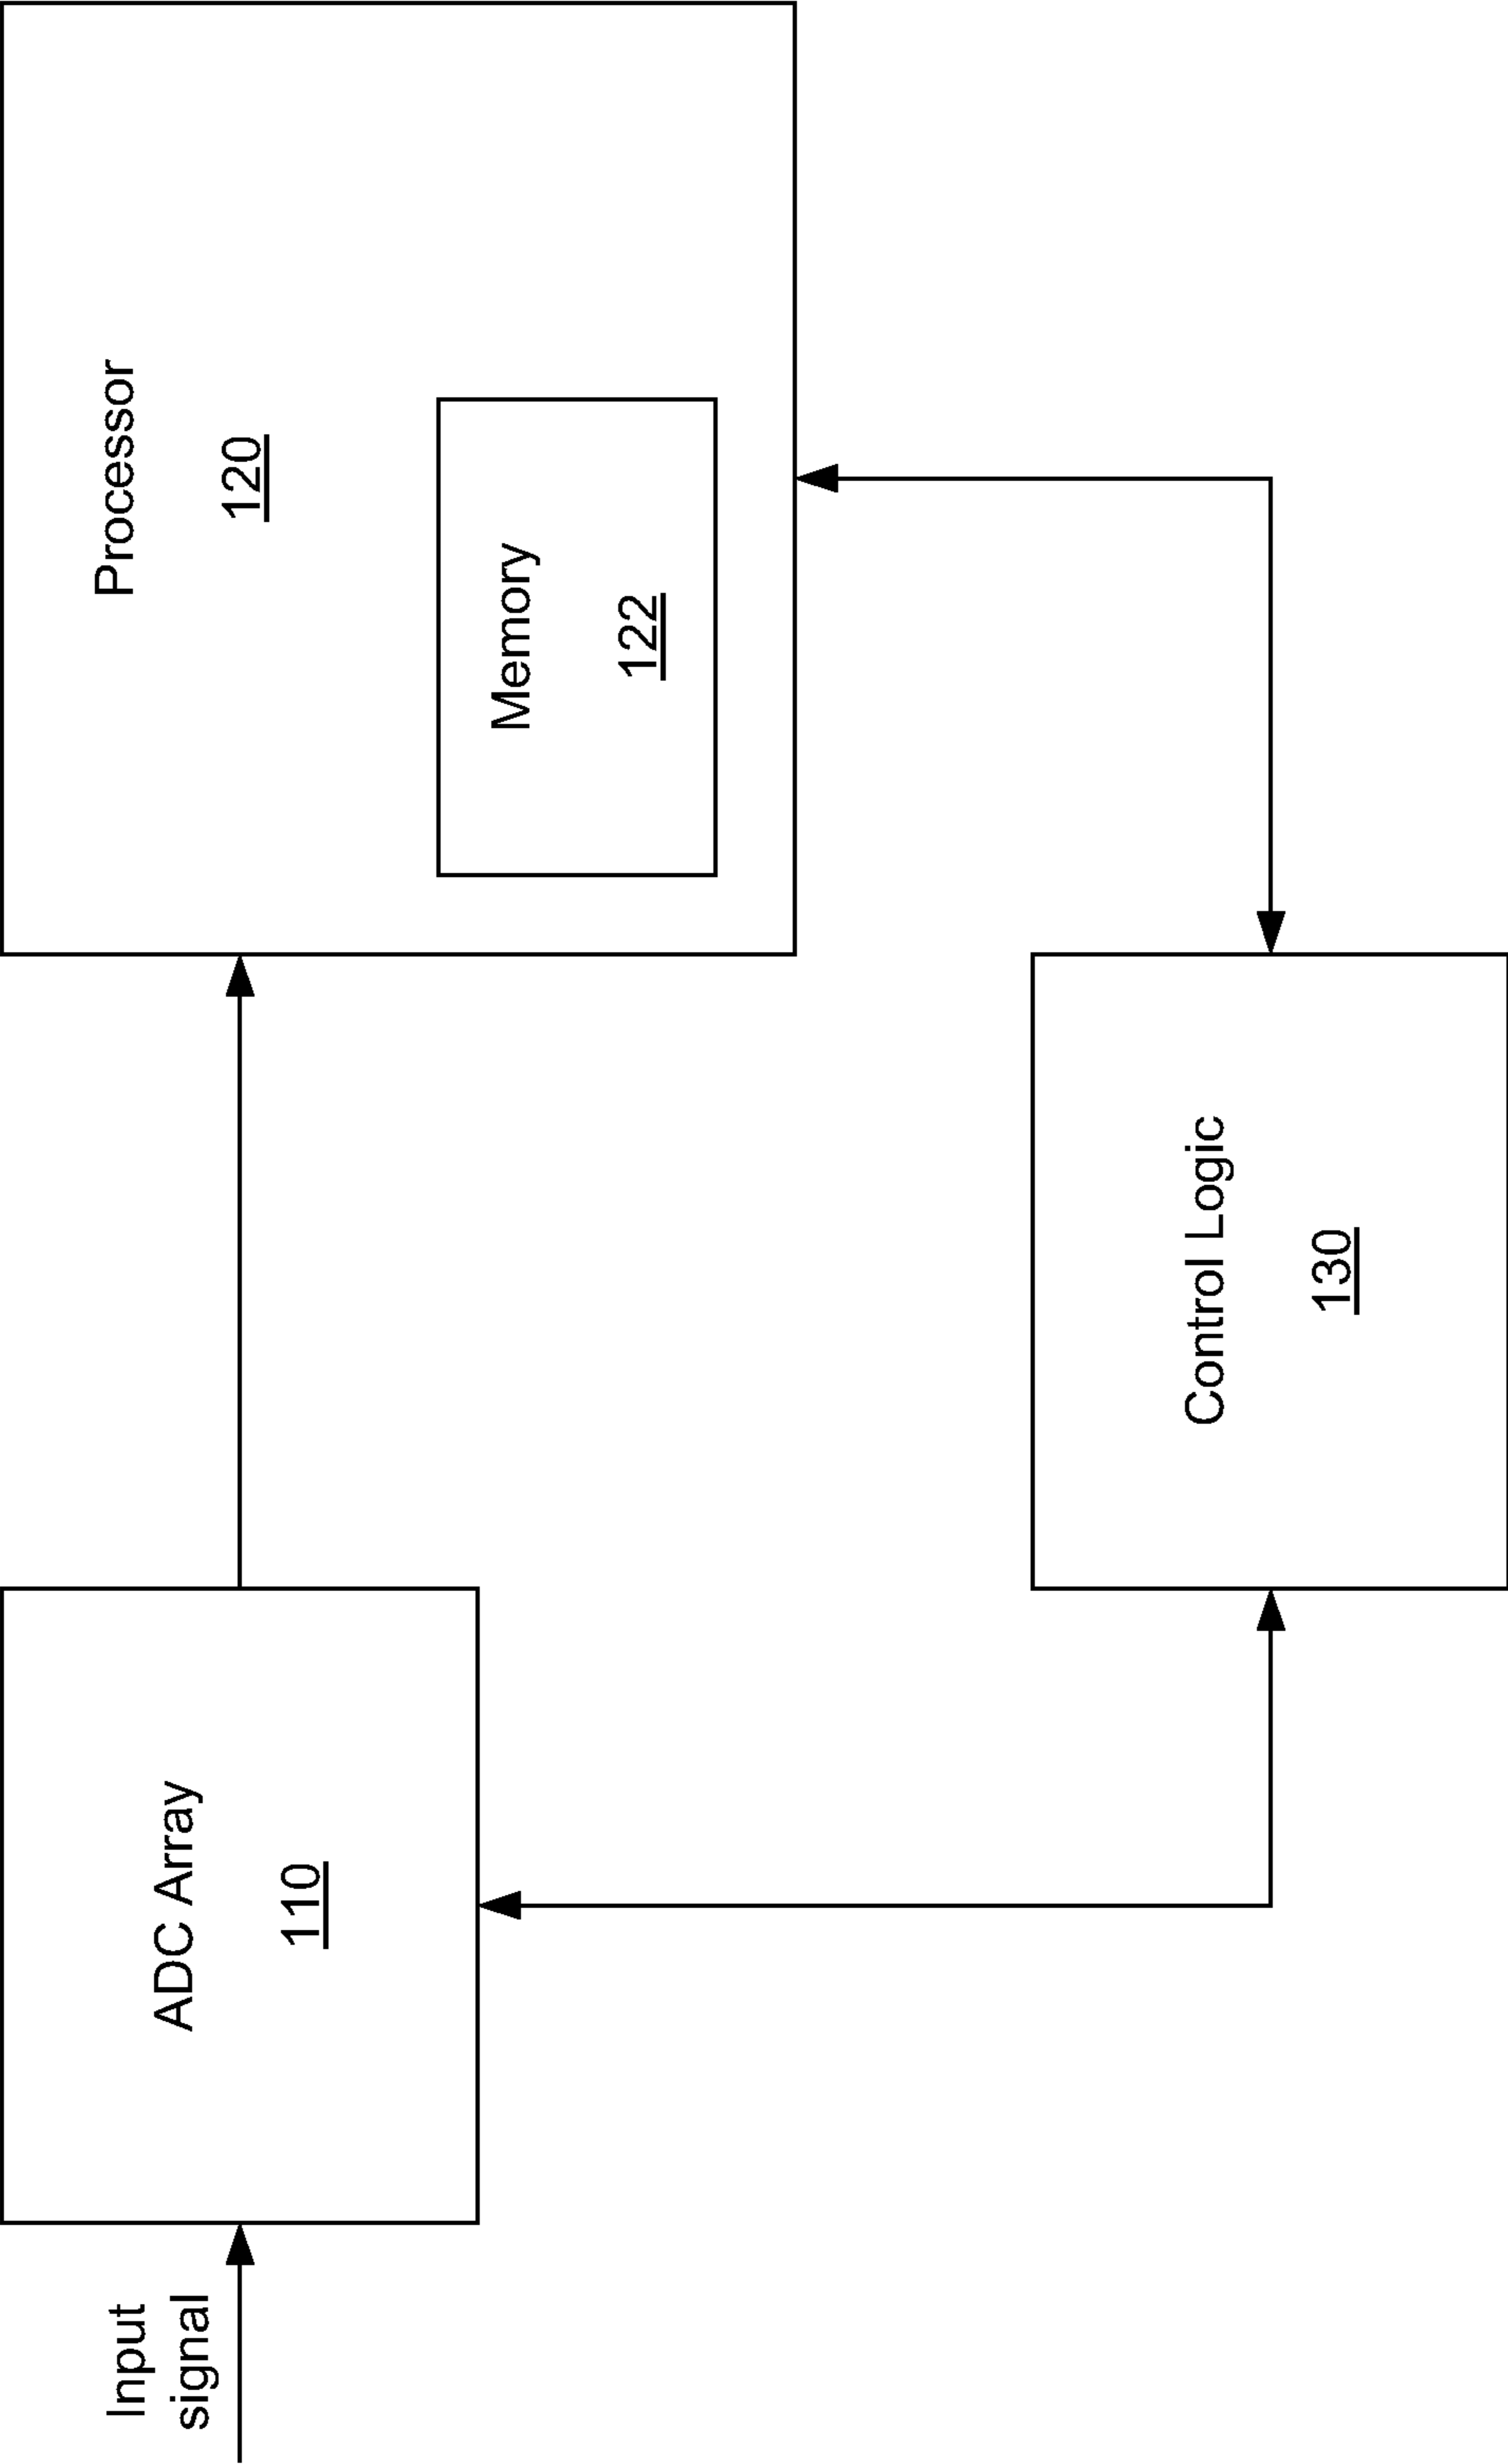 Input
signal
ADC Array
110
Processor
120
Memory
122
Control Logic
130